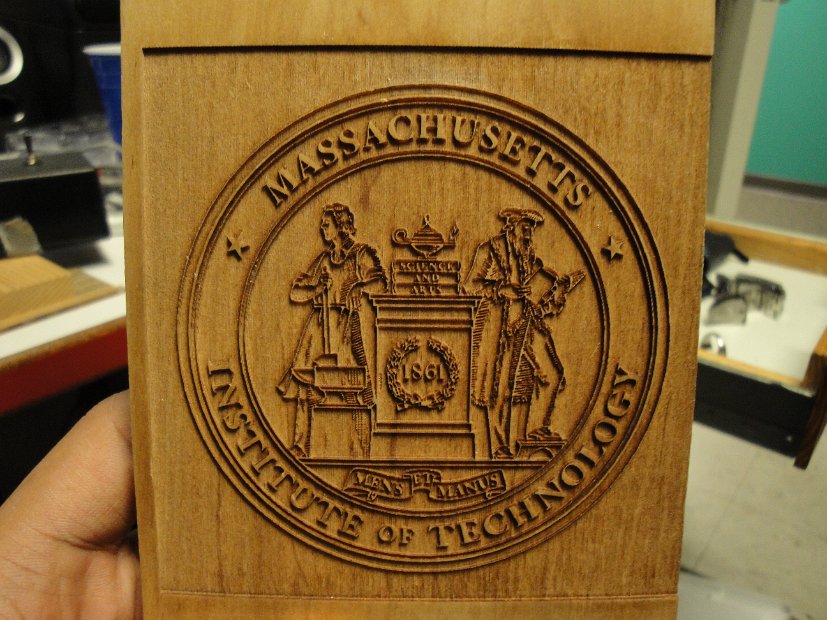 MASSACHUSETTS
SCIENCE
AND
ARTS
1861
MENS ET MANUS
INSTITUTE OF TECHNOLOGY